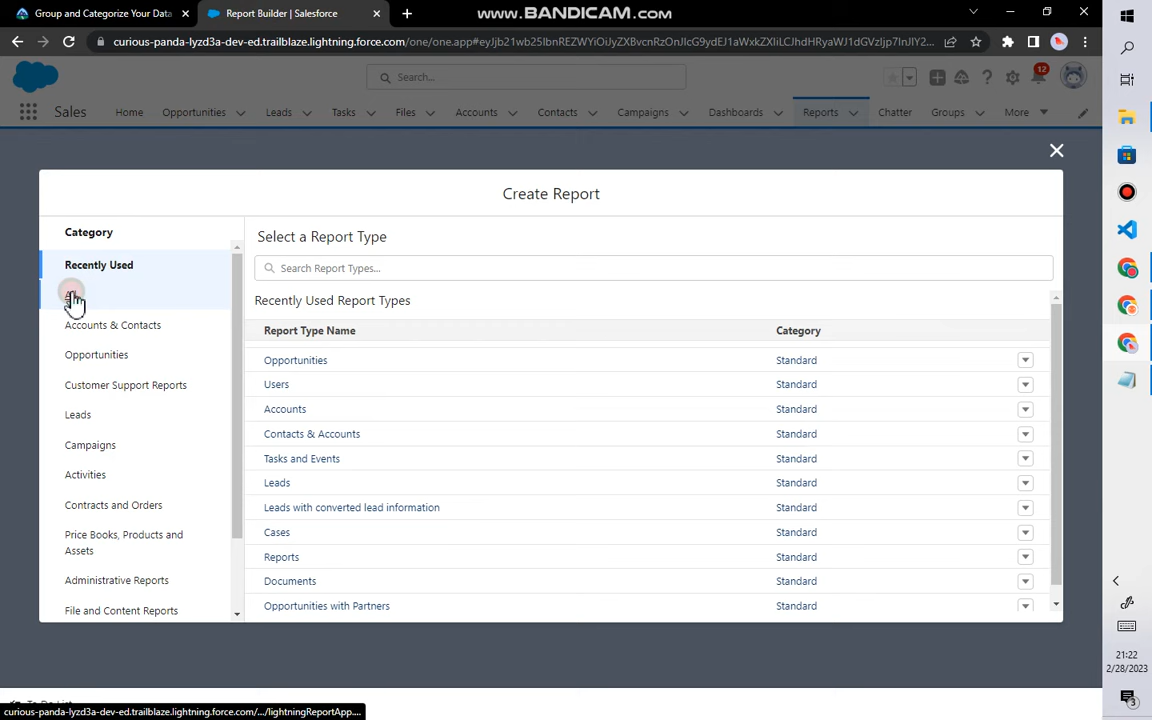 Group and Categorize Your Data
Report Builder | Salesforce
www.BANDICAM.com
curious-panda-lyzd3a-dev-ed.trailblaze.lightning.force.com/one/one.app#eyJjb21wb25lbnREZWYiOiJyZXBvcnRzOnJlcG9ydEJ1aWxkZXIiLCJhdHRyaWJ1dGVzIjp7InJlY2...
Search...
12
Sales
Home
Opportunities
Leads
Tasks
Files
Accounts
Contacts
Campaigns
Dashboards
Reports
Chatter
Groups
More
Create Report
Category
Recently Used
Accounts & Contacts
Opportunities
Customer Support Reports
Leads
Campaigns
Activities
Contracts and Orders
Price Books, Products and
Assets
Administrative Reports
File and Content Reports
Select a Report Type
Search Report Types...
Recently Used Report Types
Report Type Name Category
Opportunities Standard
Users Standard
Accounts Standard
Contacts & Accounts Standard
Tasks and Events Standard
Leads Standard
Leads with converted lead information Standard
Cases Standard
Reports Standard
Documents Standard
Opportunities with Partners Standard
To Do List
curious-panda-lyzd3a-dev-ed.trailblaze.lightning.force.com/.../lightningReportApp....
21:22
2/28/2023
3